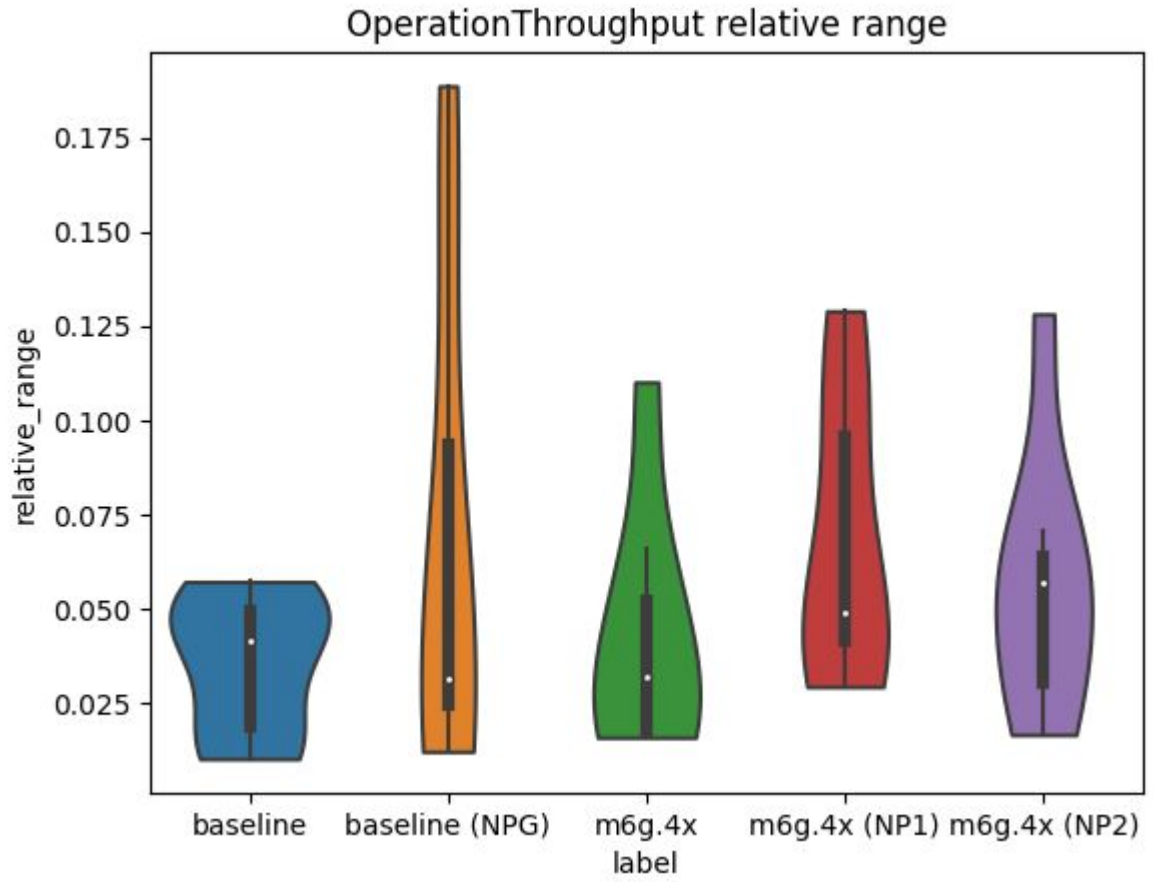 OperationThroughput relative range
0.175
0.150
0.125
0.100
0.075
0.050
0.025
relative_range
baseline baseline (NPG) m6g.4x m6g.4x (NP1) m6g.4x (NP2)
label